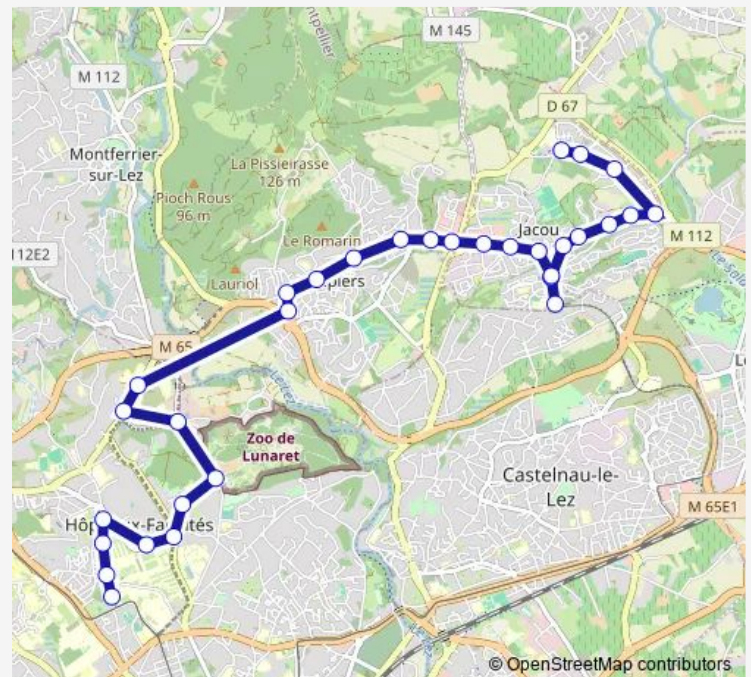 M 145
M 112
D 67
Montferrier-
sur-Lez
La Pissieirasse
126 m
Pioch Rous
96 m
Le Romarin
Jacou
M 112
112E2
Lauriol
M 65
Zoo de
Lunaret
Castelnau-le-
Lez
M 65E1
© OpenStreetMap contributors